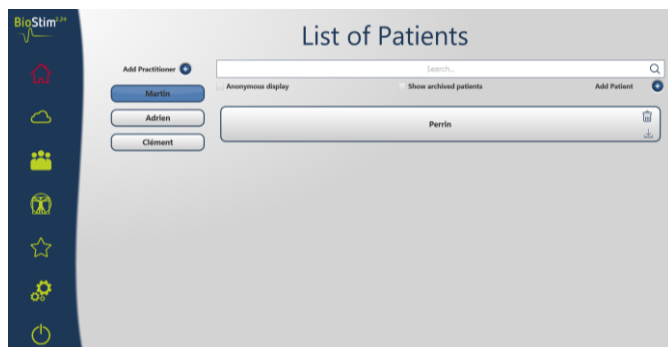 BioStim
List of Patients
Add Practitioner
Search...
Anonymous display
Show archived patients
Add Patient
Martin
Adrien
Clément
Perrin